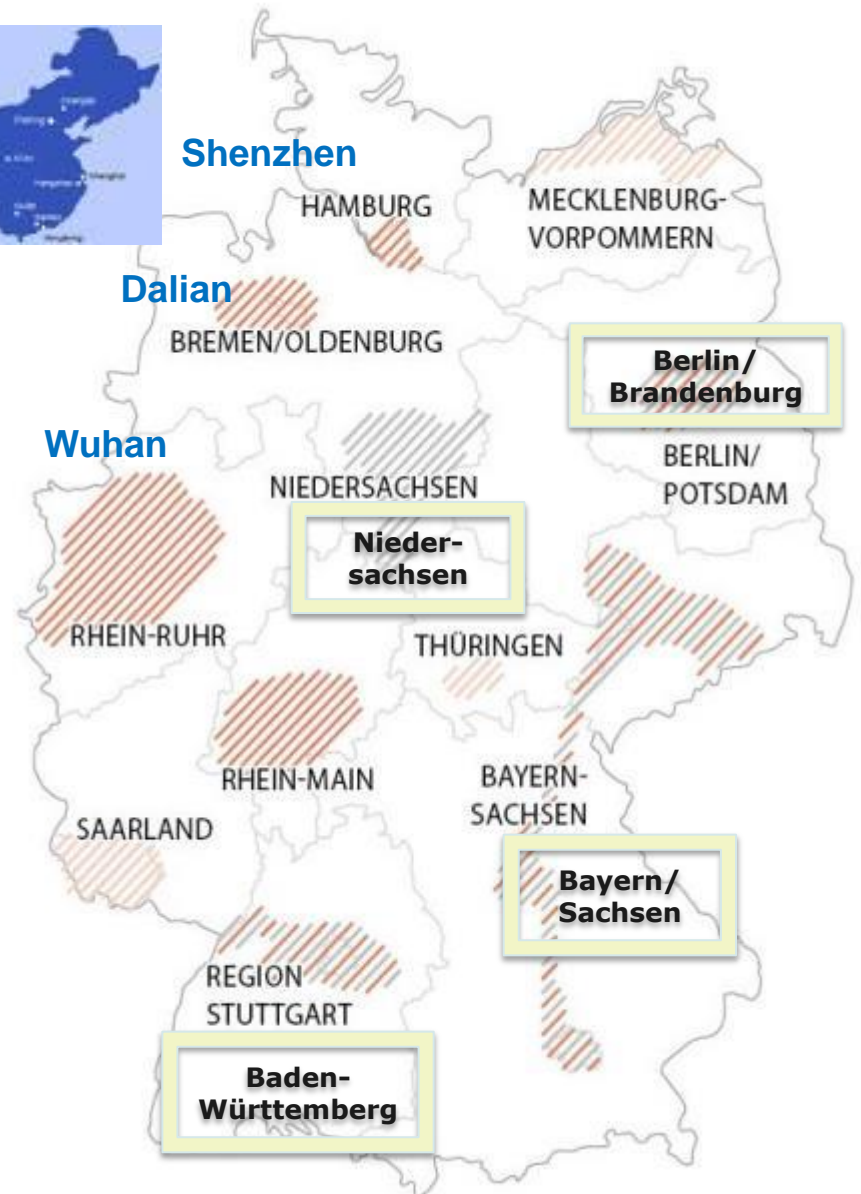 Shenzhen
HAMBURG
MECKLENBURG-
VORPOMMERN
Dalian
BREMEN/OLDENBURG
Berlin/
Brandenburg
BERLIN/
POTSDAM
Wuhan
NIEDERSACHSEN
Nieder-
sachsen
RHEIN-RUHR
THÜRINGEN
RHEIN-MAIN
BAYERN-
SACHSEN
SAARLAND
Bayern/
Sachsen
REGION
STUTTGART
Baden-
Württemberg
Shanghai